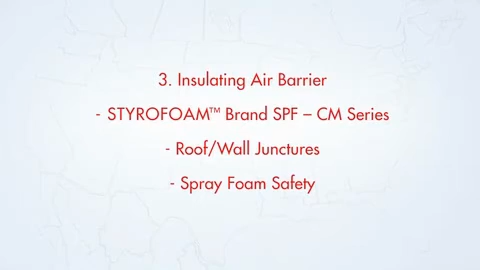 3. Insulating Air Barrier
- STYROFOAM™ Brand SPF – CM Series
- Roof/Wall Junctures
- Spray Foam Safety